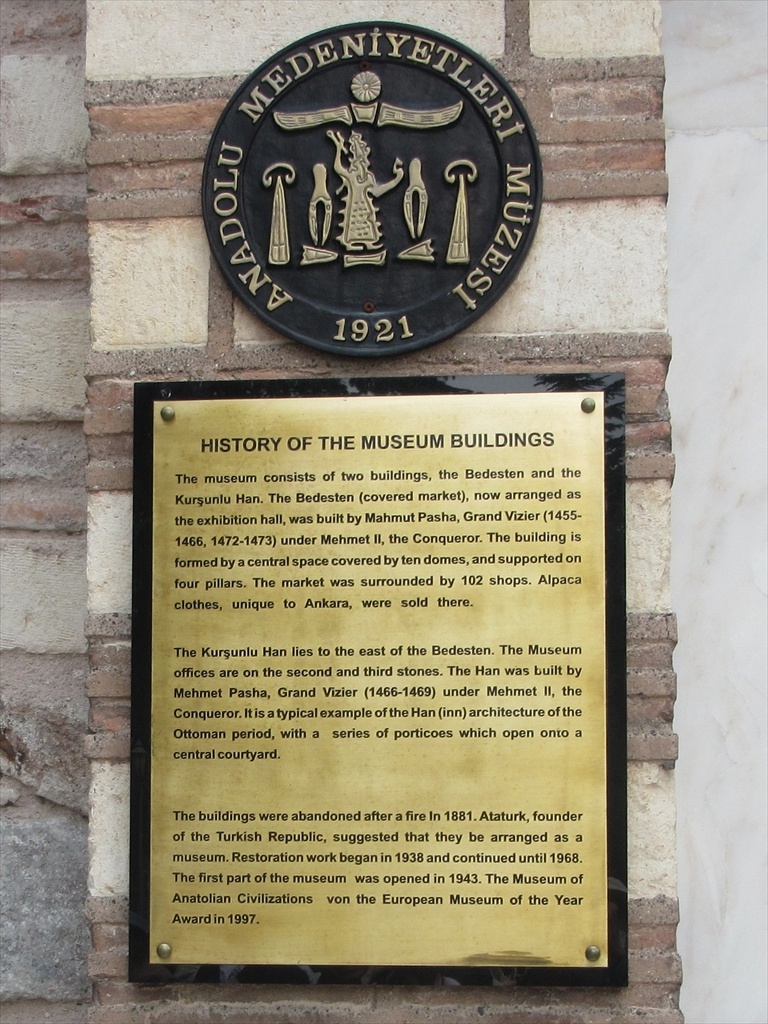 ANADOLU MEDENİYETLERİ MÜZESİ
1921
HISTORY OF THE MUSEUM BUILDINGS
The museum consists of two buildings, the Bedesten and the
Kurşunlu Han. The Bedesten (covered market), now arranged as
the exhibition hall, was built by Mahmut Pasha, Grand Vizier (1455-
1466, 1472-1473) under Mehmet II, the Conqueror. The building is
formed by a central space covered by ten domes, and supported on
four pillars. The market was surrounded by 102 shops. Alpaca
clothes, unique to Ankara, were sold there.
The Kurşunlu Han lies to the east of the Bedesten. The Museum
offices are on the second and third stones. The Han was built by
Mehmet Pasha, Grand Vizier (1466-1469) under Mehmet II, the
Conqueror. It is a typical example of the Han (inn) architecture of the
Ottoman period, with a series of porticoes which open onto a
central courtyard.
The buildings were abandoned after a fire In 1881. Ataturk, founder
of the Turkish Republic, suggested that they be arranged as a
museum. Restoration work began in 1938 and continued until 1968.
The first part of the museum was opened in 1943. The Museum of
Anatolian Civilizations von the European Museum of the Year
Award in 1997.